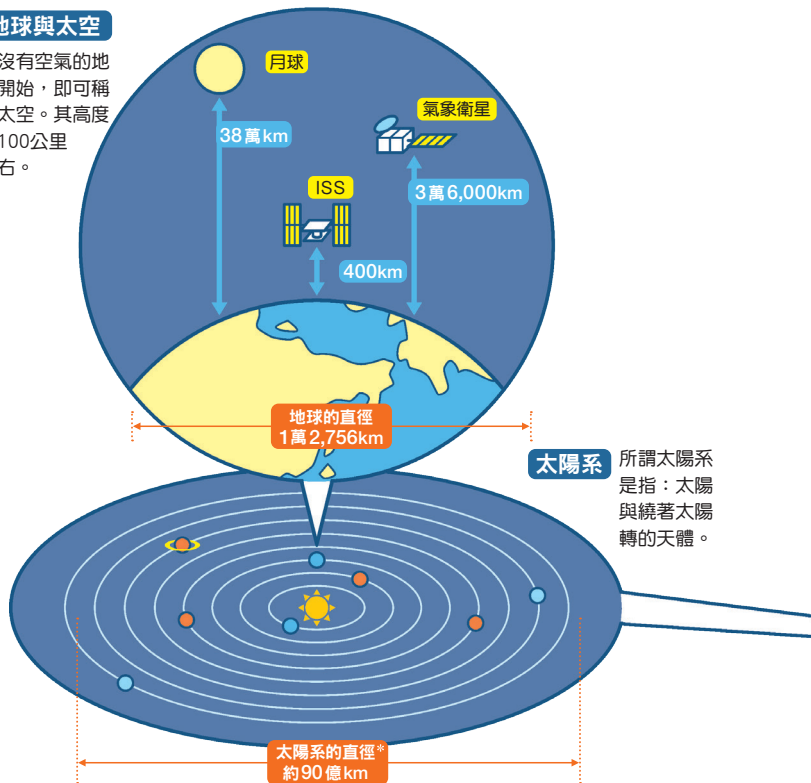 地球與太空
沒有空氣的地
開始，即可稱
太空。其高度
100公里
右。
月球
氣象衛星
38萬km
ISS
3萬6,000km
400km
地球的直徑
1萬2,756km
太陽系
所謂太陽系
是指：太陽
與繞著太陽
轉的天體。
太陽系的直徑*
約90億km